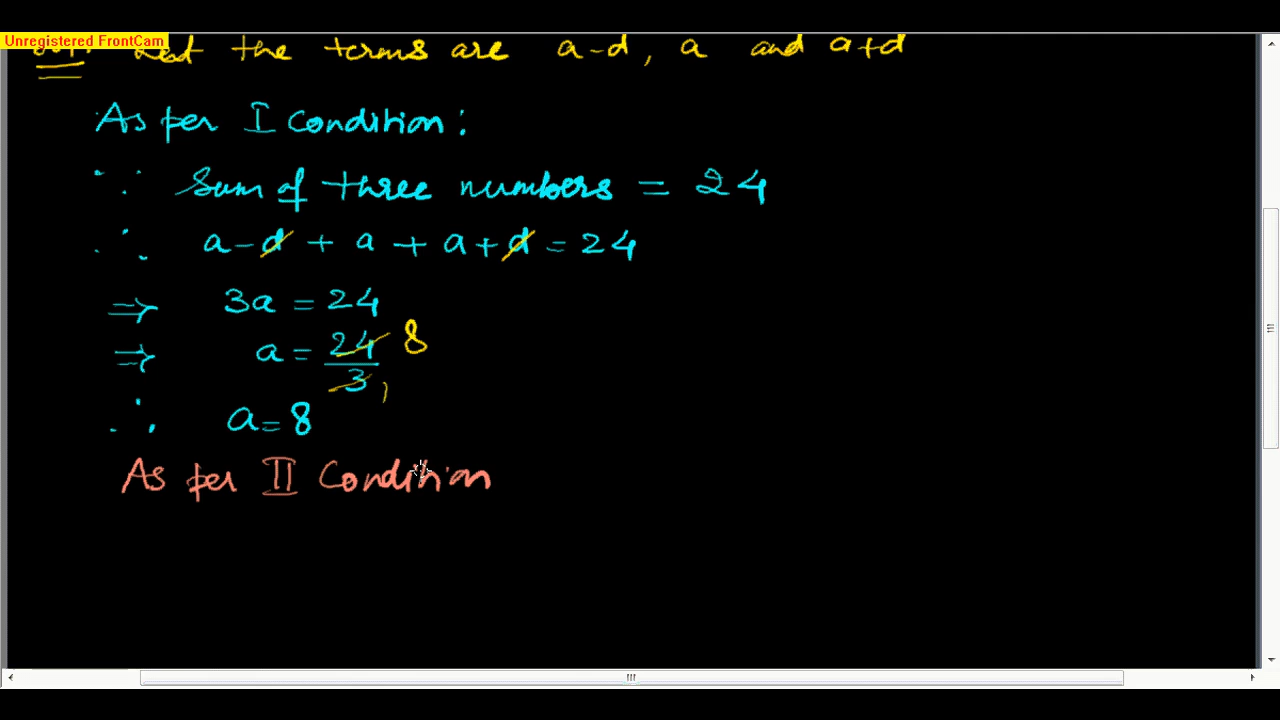 Unregistered FrontCam
Let the terms are a-d, a and a+d
As per I Condition:
∵ Sum of three numbers = 24
∴ a-d + a + a+d = 24
⇒ 3a = 24
⇒ a = 24/3 8 1
∴ a=8
As per II Condition